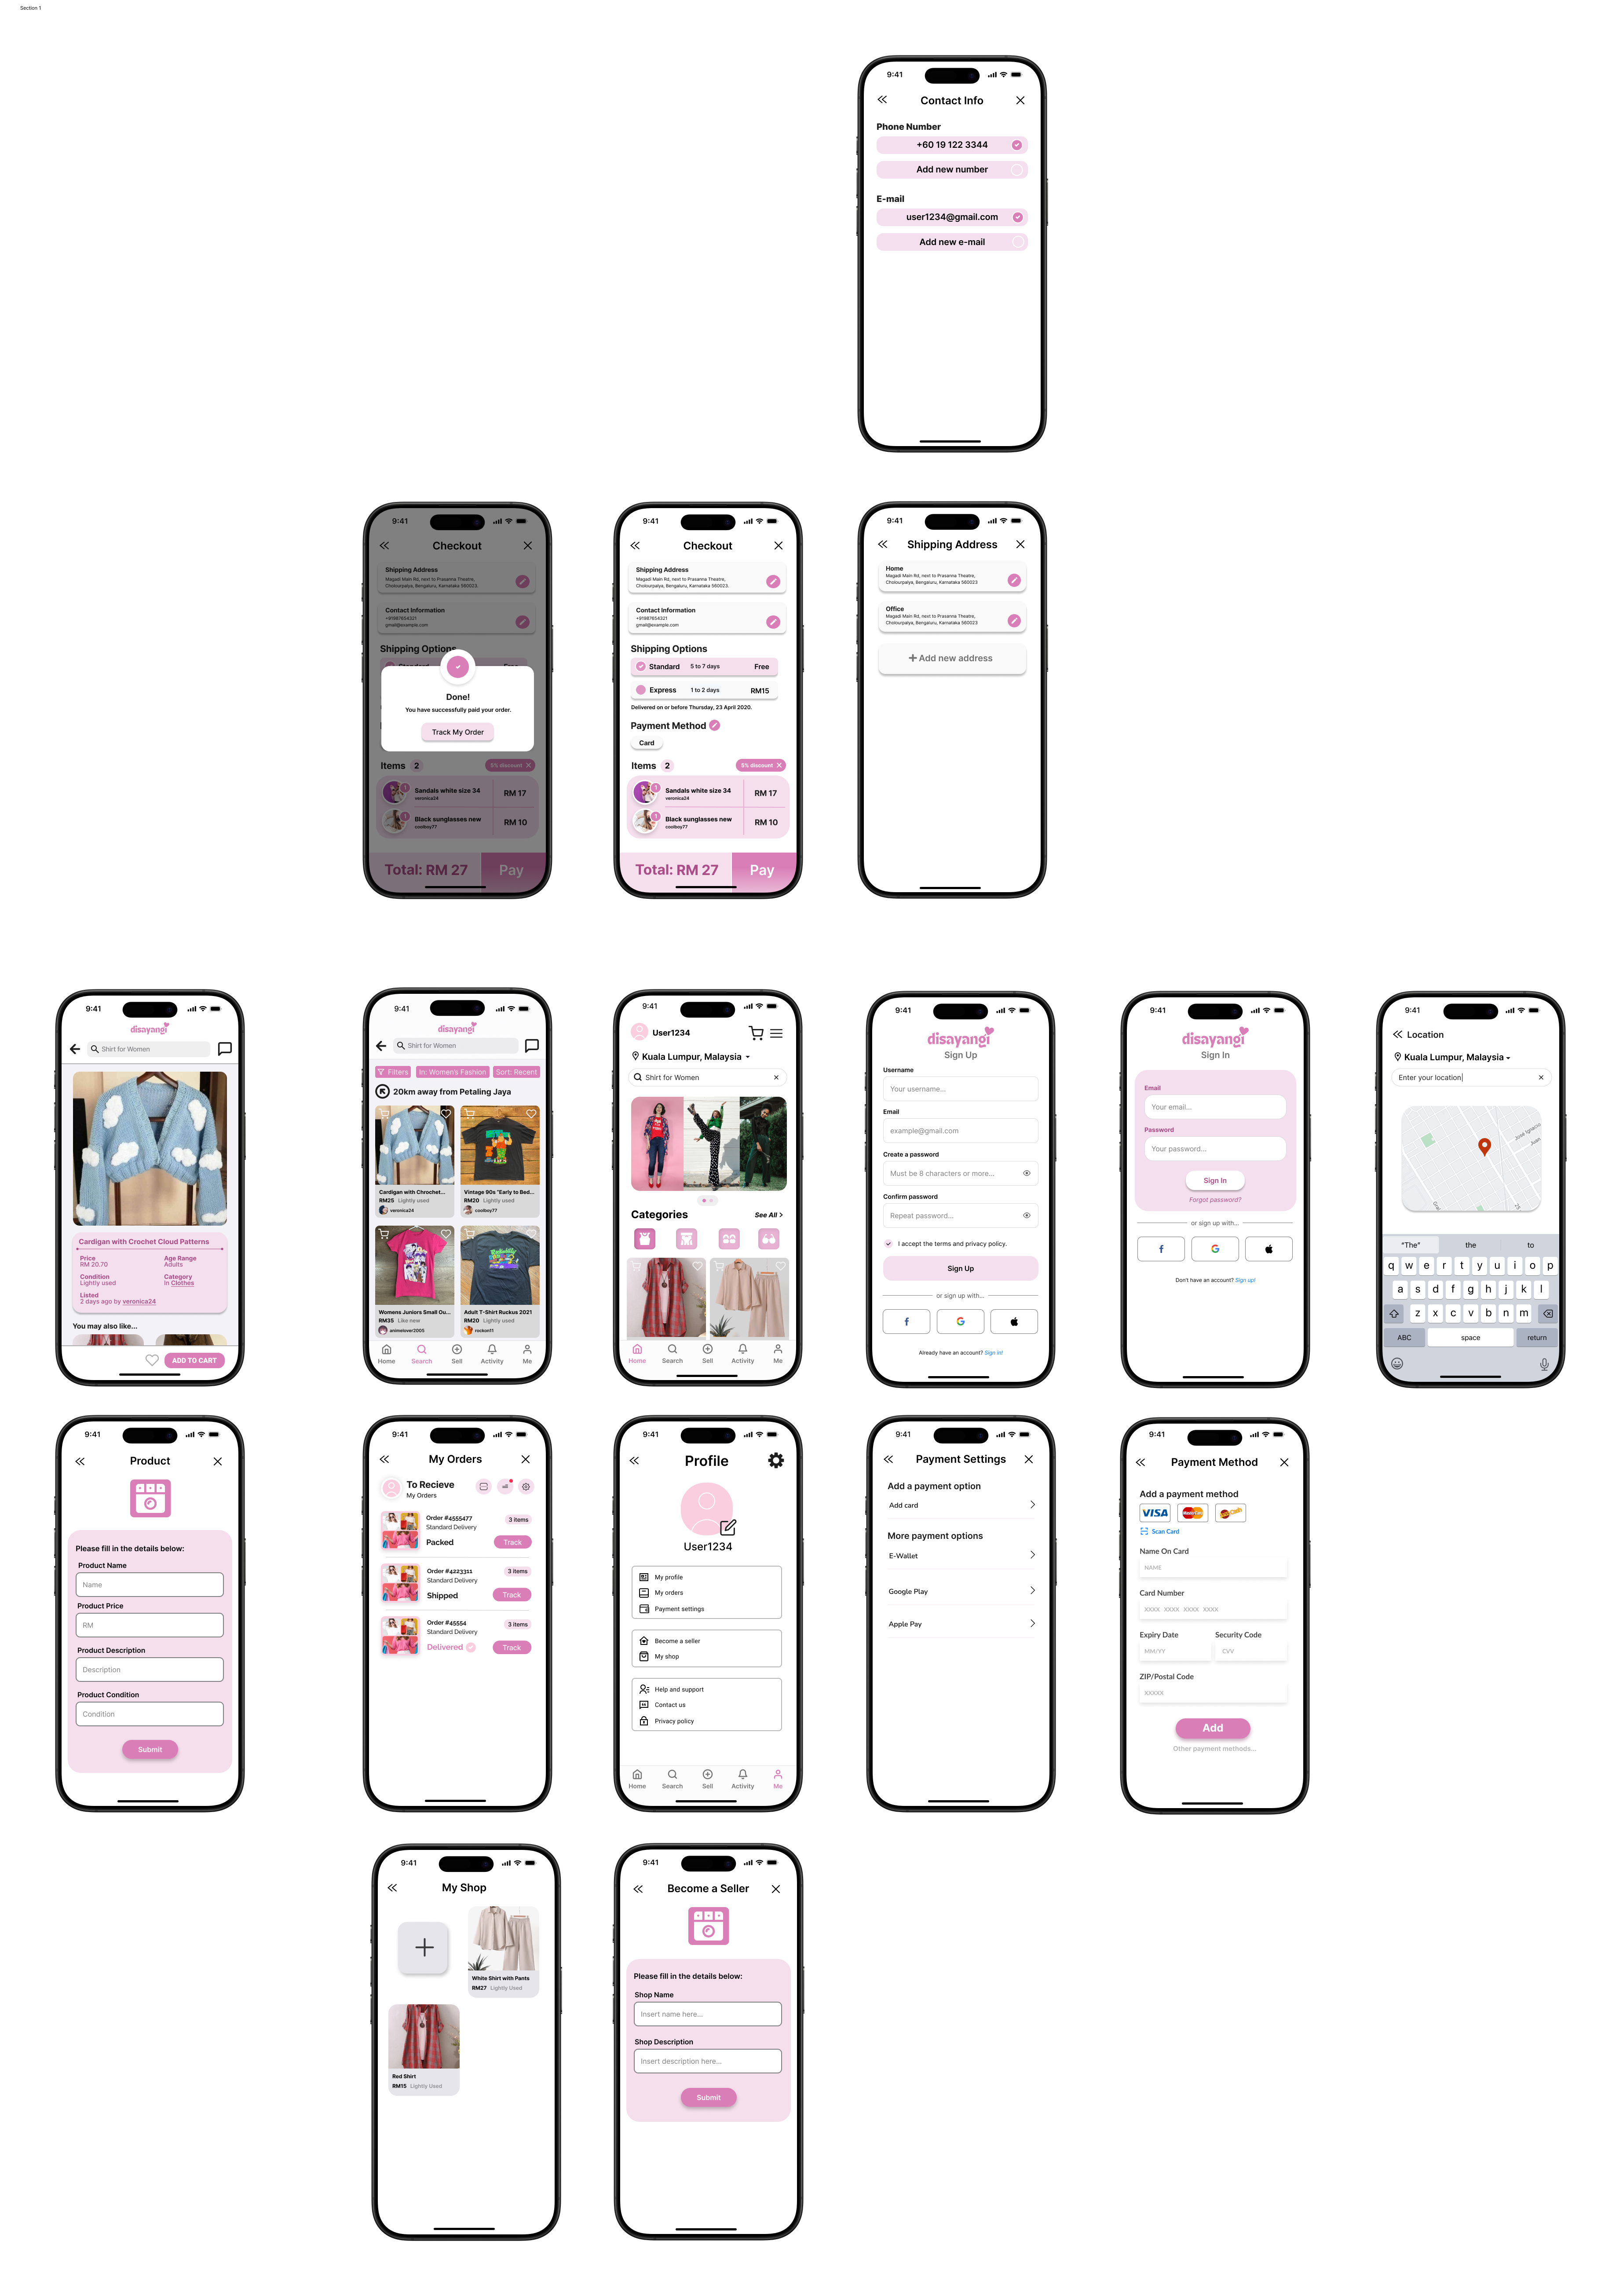 Section 1
9:41
Contact Info
Phone Number
+60 19 122 3344
Add new number
E-mail
user1234@gmail.com
Add new e-mail
9:41
Checkout
Shipping Address
Magadi Main Rd, next to Prasanna Theatre,
Cholourpalya, Bengaluru, Karnataka 560023.
Contact Information
+91987654321
gmail@example.com
Shipping Options
Done!
You have successfully paid your order.
Track My Order
Items 2
5% discount
1
Sandals white size 34
veronica24
RM 17
1
Black sunglasses new
coolboy77
RM 10
Total: RM 27
Pay
9:41
Checkout
Shipping Address
Magadi Main Rd, next to Prasanna Theatre,
Cholourpalya, Bengaluru, Karnataka 560023.
Contact Information
+91987654321
gmail@example.com
Shipping Options
Standard 5 to 7 days Free
Express 1 to 2 days RM15
Delivered on or before Thursday, 23 April 2020.
Payment Method
Card
Items 2
5% discount
1
Sandals white size 34
veronica24
RM 17
1
Black sunglasses new
coolboy77
RM 10
Total: RM 27
Pay
9:41
Shipping Address
Home
Magadi Main Rd, next to Prasanna Theatre,
Cholourpalya, Bengaluru, Karnataka 560023
Office
Magadi Main Rd, next to Prasanna Theatre,
Cholourpalya, Bengaluru, Karnataka 560023
Add new address
9:41
disayangi
Shirt for Women
Cardigan with Crochet Cloud Patterns
Price
RM 20.70
Age Range
Adults
Condition
Lightly used
Category
In Clothes
Listed
2 days ago by veronica24
You may also like...
ADD TO CART
9:41
disayangi
Shirt for Women
Filters
In: Women's Fashion
Sort: Recent
20km away from Petaling Jaya
Cardigan with Chrochet...
RM25 Lightly used
veronica24
Vintage 90s "Early to Bed...
RM20 Lightly used
coolboy77
Womens Juniors Small Ou...
RM35 Like new
animelover2005
Adult T-Shirt Ruckus 2021
RM20 Lightly used
rockon11
Home
Search
Sell
Activity
Me
9:41
User1234
Kuala Lumpur, Malaysia
Shirt for Women
Categories
See All
Home
Search
Sell
Activity
Me
9:41
disayangi
Sign Up
Username
Your username...
Email
example@gmail.com
Create a password
Must be 8 characters or more...
Confirm password
Repeat password...
I accept the terms and privacy policy.
Sign Up
or sign up with...
Already have an account? Sign in!
9:41
disayangi
Sign In
Email
Your email...
Password
Your password...
Sign In
Forgot password?
or sign up with...
Don't have an account? Sign up!
9:41
Location
Kuala Lumpur, Malaysia
Enter your location
"The" the to
q w e r t y u i o p
a s d f g h j k l
z x c v b n m
ABC space return
9:41
Product
Please fill in the details below:
Product Name
Name
Product Price
RM
Product Description
Description
Product Condition
Condition
Submit
9:41
My Orders
To Recieve
My Orders
Order #4555477
Standard Delivery
3 items
Packed
Track
Order #4223311
Standard Delivery
3 items
Shipped
Track
Order #45554
Standard Delivery
3 items
Delivered
Track
9:41
Profile
User1234
My profile
My orders
Payment settings
Become a seller
My shop
Help and support
Contact us
Privacy policy
Home
Search
Sell
Activity
Me
9:41
Payment Settings
Add a payment option
Add card
More payment options
E-Wallet
Google Play
Apple Pay
9:41
Payment Method
Add a payment method
VISA
MasterCard
Scan Card
Name On Card
NAME
Card Number
XXXX XXXX XXXX XXXX
Expiry Date
MM/YY
Security Code
CVV
ZIP/Postal Code
XXXXX
Add
Other payment methods...
9:41
My Shop
White Shirt with Pants
RM27 Lightly Used
Red Shirt
RM15 Lightly Used
9:41
Become a Seller
Please fill in the details below:
Shop Name
Insert name here...
Shop Description
Insert description here...
Submit